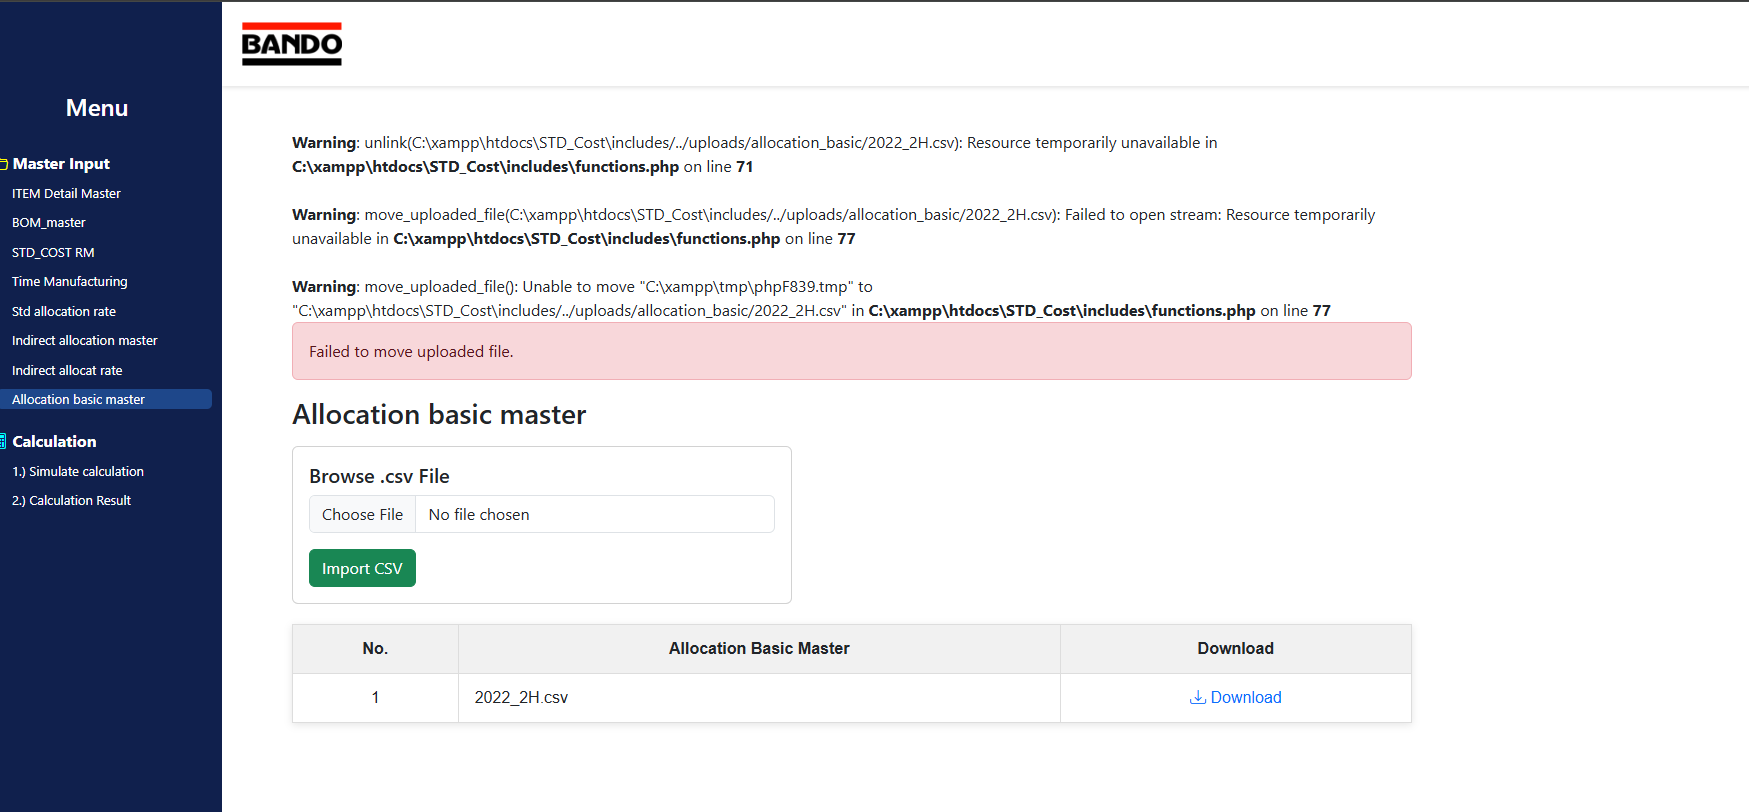 BANDO
Menu
Master Input
ITEM Detail Master
BOM_master
STD_COST RM
Time Manufacturing
Std allocation rate
Indirect allocation master
Indirect allocat rate
Allocation basic master
Calculation
1.) Simulate calculation
2.) Calculation Result
Warning: unlink(C:\xampp\htdocs\STD_Cost\includes/../uploads/allocation_basic/2022_2H.csv): Resource temporarily unavailable in
C:\xampp\htdocs\STD_Cost\includes\functions.php on line 71
Warning: move_uploaded_file(C:\xampp\htdocs\STD_Cost\includes/../uploads/allocation_basic/2022_2H.csv): Failed to open stream: Resource temporarily
unavailable in C:\xampp\htdocs\STD_Cost\includes\functions.php on line 77
Warning: move_uploaded_file(): Unable to move "C:\xampp\tmp\phpF839.tmp" to
"C:\xampp\htdocs\STD_Cost\includes/../uploads/allocation_basic/2022_2H.csv" in C:\xampp\htdocs\STD_Cost\includes\functions.php on line 77
Failed to move uploaded file.
Allocation basic master
Browse .csv File
Choose File No file chosen
Import CSV
No. Allocation Basic Master Download
1 2022_2H.csv Download